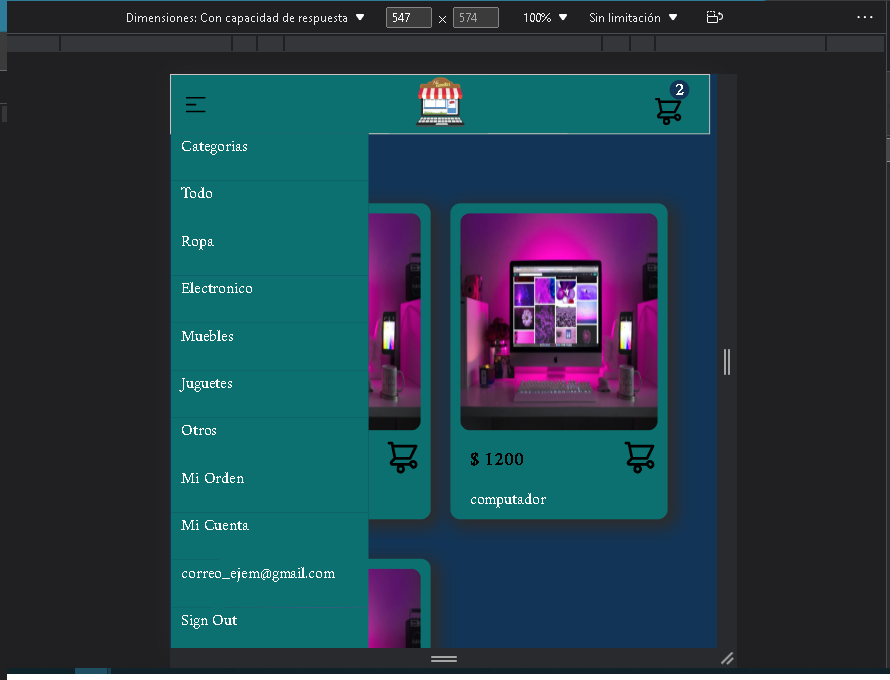 Dimensiones: Con capacidad de respuesta 547 × 574 100% Sin limitación
2
Categorias
Todo
Ropa
Electronico
Muebles
Juguetes
Otros
Mi Orden
Mi Cuenta
correo_ejem@gmail.com
Sign Out
$ 1200
computador